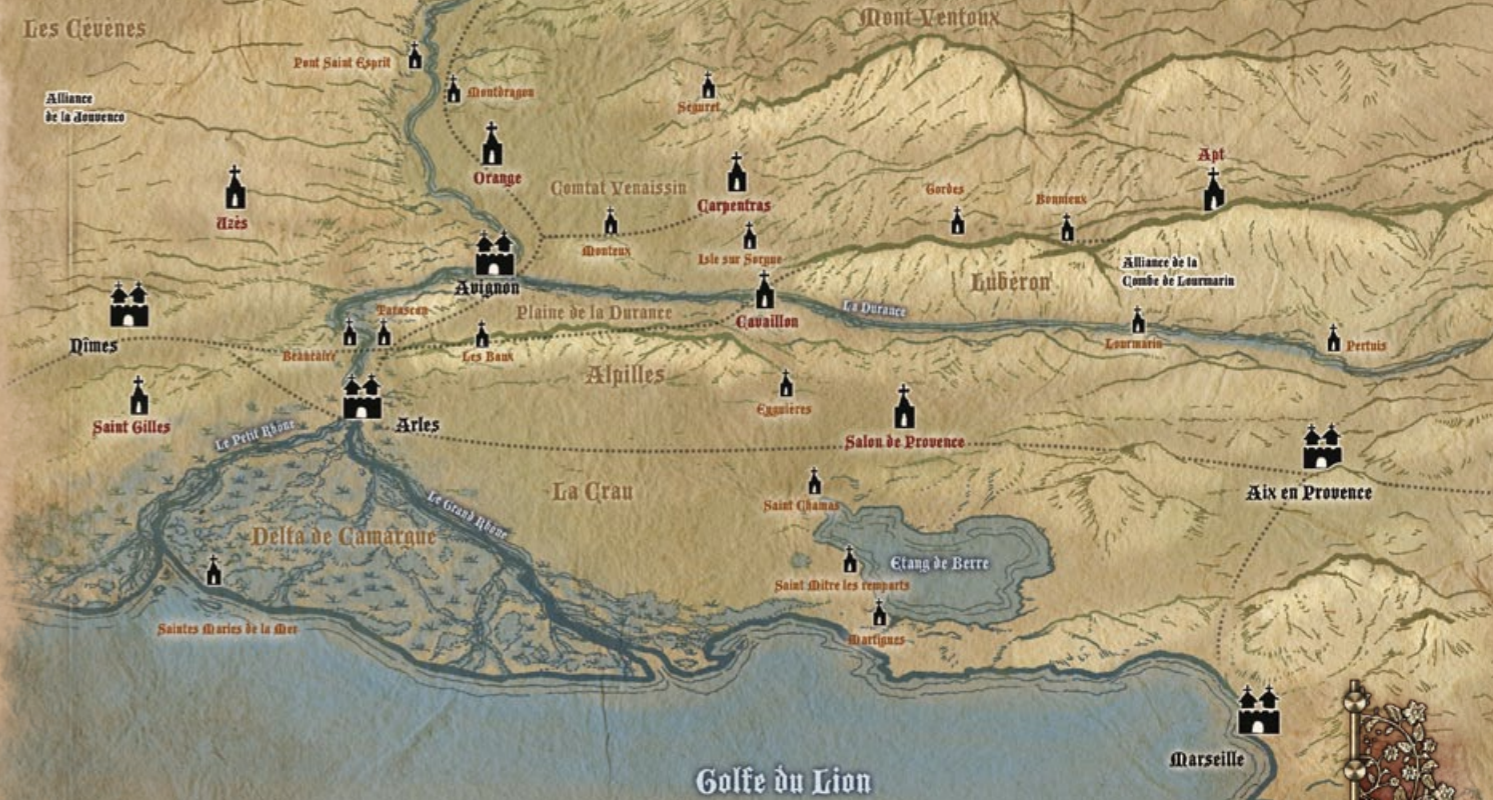 Les Cévènes
Mont Ventoux
Pont Saint Esprit
Montdragon
Séguret
Alliance
de la Jouvence
Orange
Apt
Comtat Venaissin
Carpentras
Gordes
Bonnieux
Uzès
Monteux
Isle sur Sorgue
Alliance de la
Combe de Lourmarin
Lubéron
Avignon
Tarascon
Plaine de la Durance
Cavaillon
La Durance
Nîmes
Beaucaire
Les Baux
Lourmarin
Pertuis
Alpilles
Eyguières
Saint Gilles
Arles
Le Petit Rhône
Salon de Provence
La Crau
Saint Chamas
Aix en Provence
Le Grand Rhône
Delta de Camargue
Etang de Berre
Saint Mitre les remparts
Saintes Maries de la Mer
Martigues
Marseille
Golfe du Lion